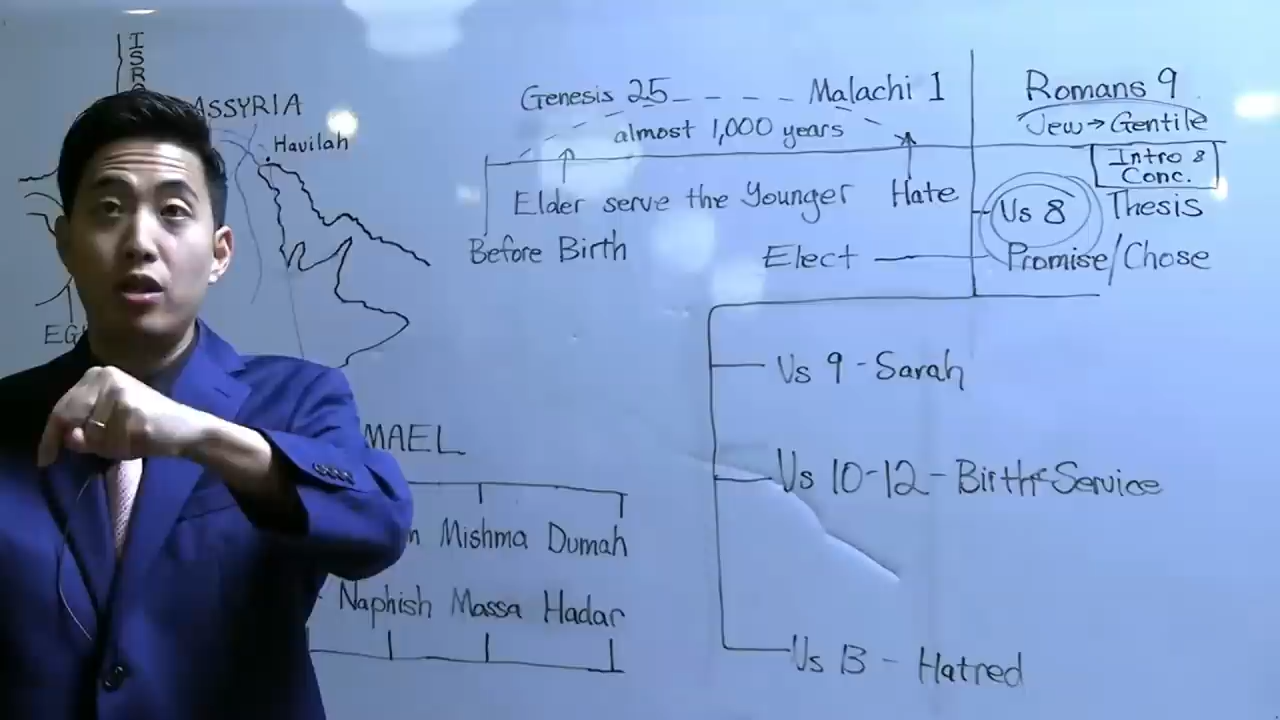 ISR
ASSYRIA
Havilah
EG
MAEL
Mishma Dumah
Naphish Massa Hadar
Genesis 25 - - - - Malachi 1
almost 1,000 years
Elder serve the Younger Hate
Before Birth
Elect
Romans 9
Jew → Gentile
Intro &
Conc.
Vs 8 Thesis
Promise/Chose
Vs 9 - Sarah
Vs 10-12 - Birth Service
Vs 13 - Hatred